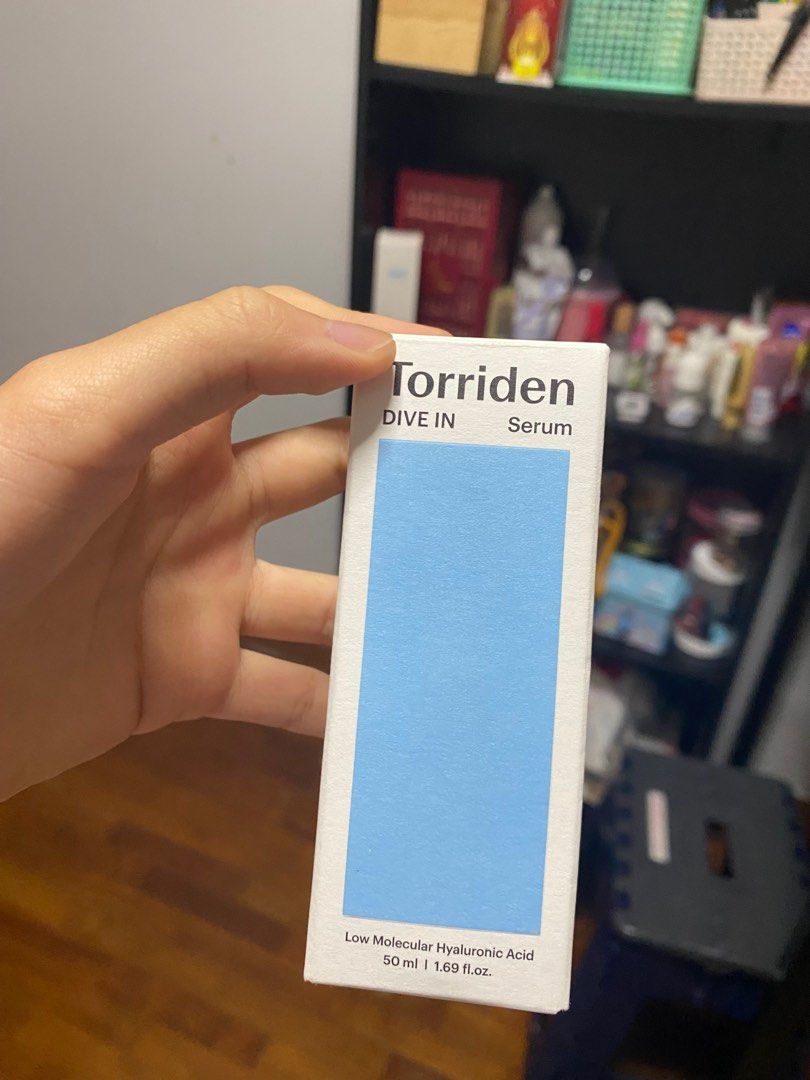 Torriden
DIVE IN Serum
Low Molecular Hyaluronic Acid
50 ml | 1.69 fl.oz.